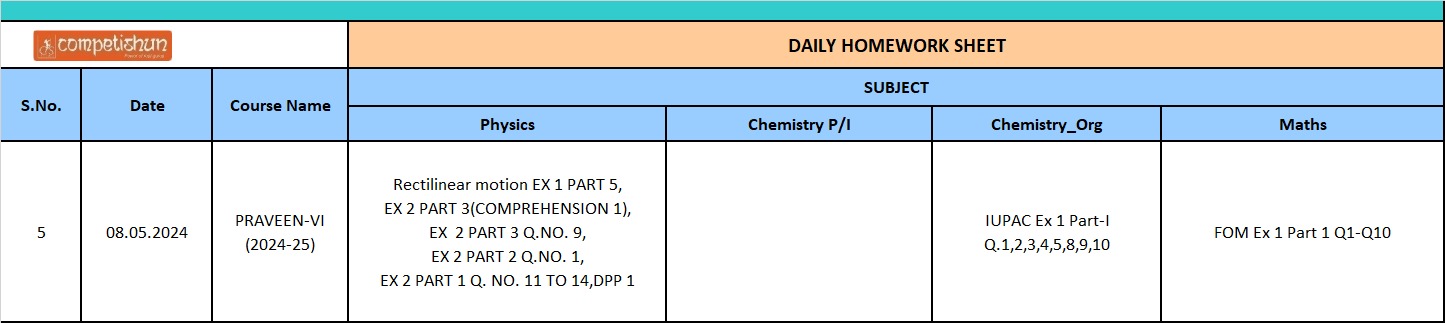 competishun
DAILY HOMEWORK SHEET
S.No.
Date
Course Name
SUBJECT
Physics
Chemistry P/I
Chemistry_Org
Maths
5
08.05.2024
PRAVEEN-VI
(2024-25)
Rectilinear motion EX 1 PART 5,
EX 2 PART 3(COMPREHENSION 1),
EX 2 PART 3 Q.NO. 9,
EX 2 PART 2 Q.NO. 1,
EX 2 PART 1 Q. NO. 11 TO 14,DPP 1
IUPAC Ex 1 Part-I
Q.1,2,3,4,5,8,9,10
FOM Ex 1 Part 1 Q1-Q10